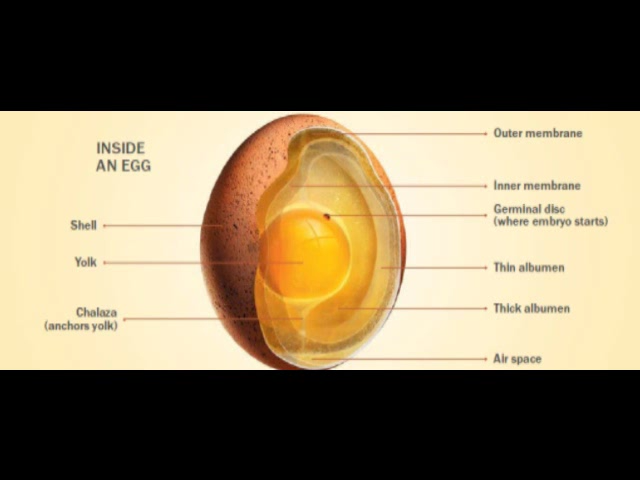 INSIDE
AN EGG
Shell
Yolk
Chalaza
(anchors yolk)
Outer membrane
Inner membrane
Germinal disc
(where embryo starts)
Thin albumen
Thick albumen
Air space